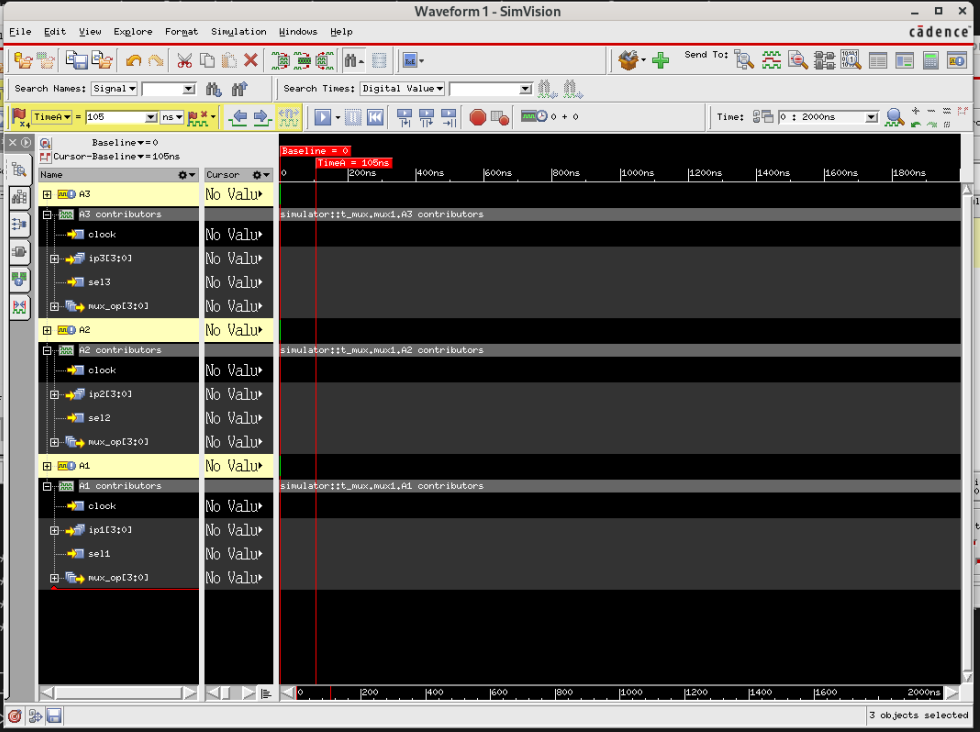 Waveform 1 - SimVision
File Edit View Explore Format Simulation Windows Help
cādence
Send To:
Search Names: Signal
Search Times: Digital Value
TimeA = 105 ns
0 + 0
Time: 0 : 2000ns
Baseline = 0
Cursor-Baseline = 105ns
Baseline = 0
TimeA = 105ns
Name Cursor
0 200ns 400ns 600ns 800ns 1000ns 1200ns 1400ns 1600ns 1800ns
A3 No Valu
A3 contributors simulator::t_mux.mux1.A3 contributors
clock No Valu
ip3[3:0] No Valu
sel3 No Valu
mux_op[3:0] No Valu
A2 No Valu
A2 contributors simulator::t_mux.mux1.A2 contributors
clock No Valu
ip2[3:0] No Valu
sel2 No Valu
mux_op[3:0] No Valu
A1 No Valu
A1 contributors simulator::t_mux.mux1.A1 contributors
clock No Valu
ip1[3:0] No Valu
sel1 No Valu
mux_op[3:0] No Valu
0 200 400 600 800 1000 1200 1400 1600 2000ns
3 objects selected